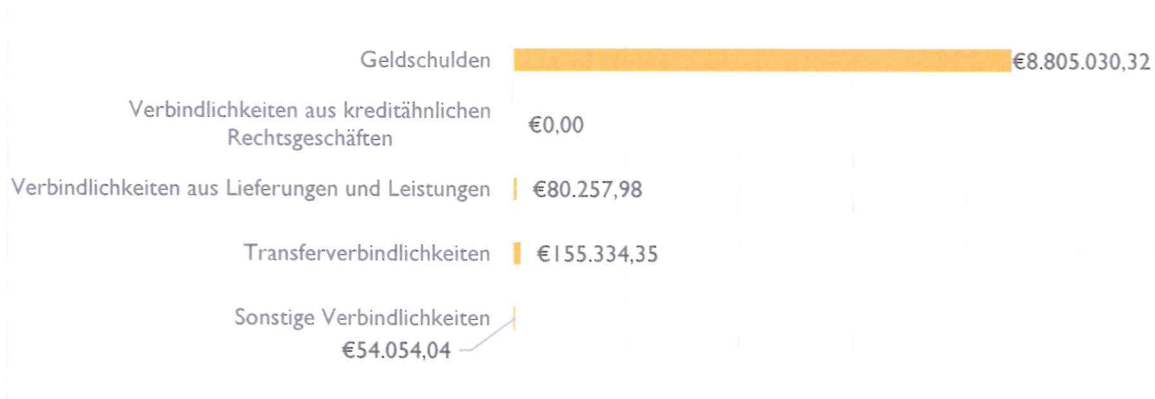 Geldschulden €8.805.030,32
Verbindlichkeiten aus kreditähnlichen
Rechtsgeschäften €0,00
Verbindlichkeiten aus Lieferungen und Leistungen €80.257,98
Transferverbindlichkeiten €155.334,35
Sonstige Verbindlichkeiten
€54.054,04